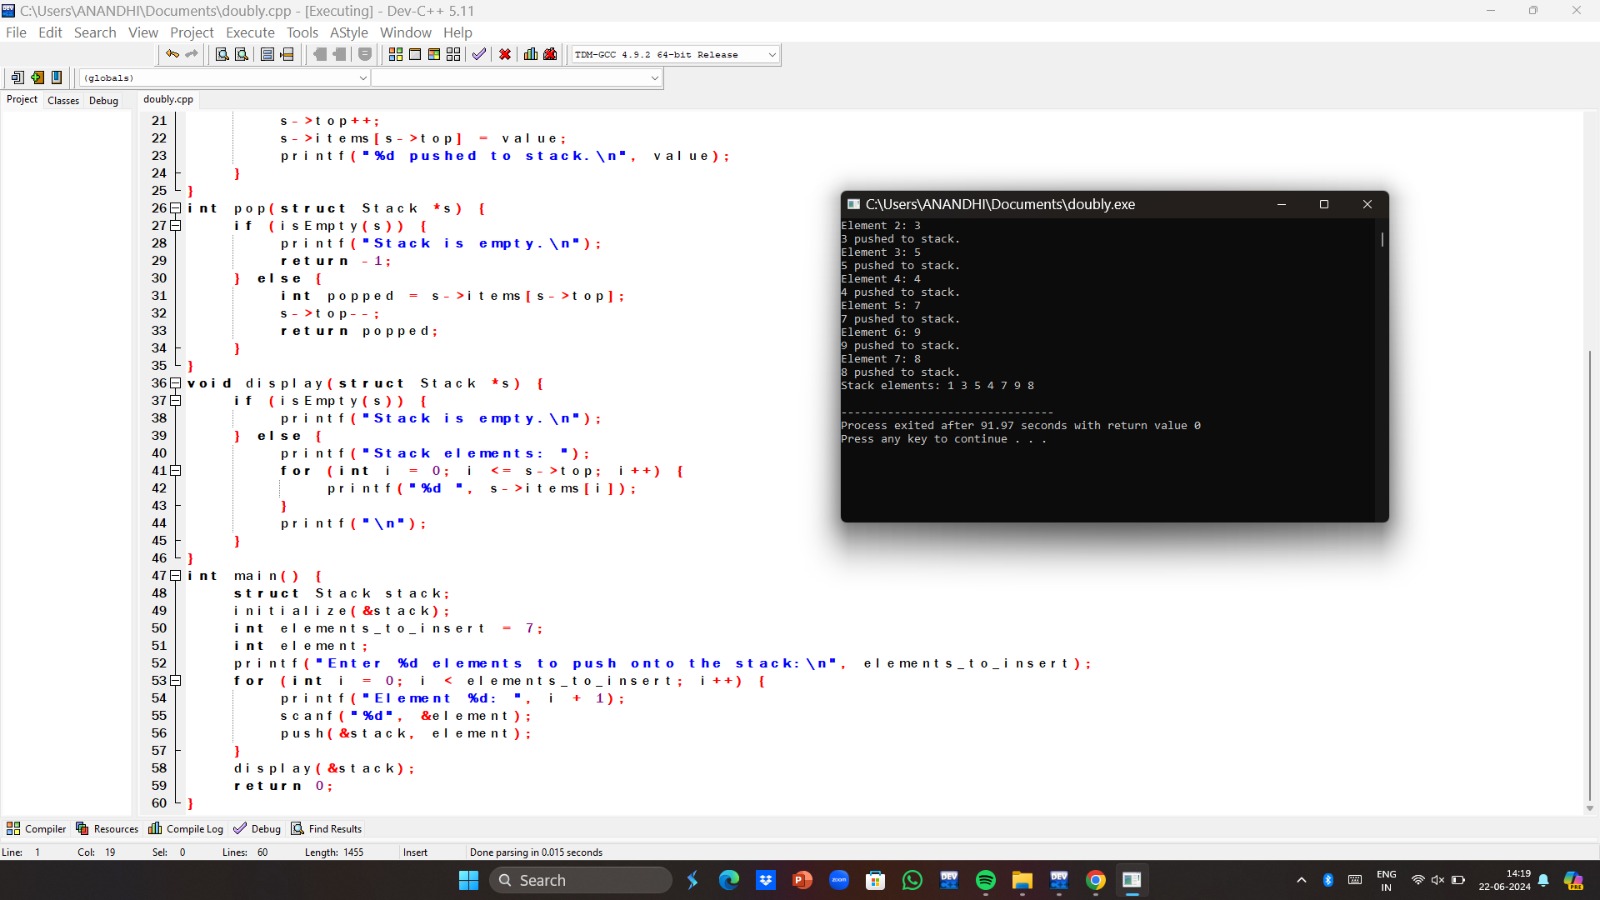 C:\Users\ANANDHI\Documents\doubly.cpp - [Executing] - Dev-C++ 5.11
File Edit Search View Project Execute Tools AStyle Window Help
TDM-GCC 4.9.2 64-bit Release
(globals)
Project Classes Debug
doubly.cpp
21 s->top++;
22 s->items[s->top] = value;
23 printf("%d pushed to stack.\n", value);
24 }
25 }
26 int pop(struct Stack *s) {
27 if (isEmpty(s)) {
28 printf("Stack is empty.\n");
29 return -1;
30 } else {
31 int popped = s->items[s->top];
32 s->top--;
33 return popped;
34 }
35 }
36 void display(struct Stack *s) {
37 if (isEmpty(s)) {
38 printf("Stack is empty.\n");
39 } else {
40 printf("Stack elements: ");
41 for (int i = 0; i <= s->top; i++) {
42 printf("%d ", s->items[i]);
43 }
44 printf("\n");
45 }
46 }
47 int main() {
48 struct Stack stack;
49 initialize(&stack);
50 int elements_to_insert = 7;
51 int element;
52 printf("Enter %d elements to push onto the stack:\n", elements_to_insert);
53 for (int i = 0; i < elements_to_insert; i++) {
54 printf("Element %d: ", i + 1);
55 scanf("%d", &element);
56 push(&stack, element);
57 }
58 display(&stack);
59 return 0;
60 }
C:\Users\ANANDHI\Documents\doubly.exe
Element 2: 3
3 pushed to stack.
Element 3: 5
5 pushed to stack.
Element 4: 4
4 pushed to stack.
Element 5: 7
7 pushed to stack.
Element 6: 9
9 pushed to stack.
Element 7: 8
8 pushed to stack.
Stack elements: 1 3 5 4 7 9 8
--------------------------------
Process exited after 91.97 seconds with return value 0
Press any key to continue . . .
Compiler Resources Compile Log Debug Find Results
Line: 1 Col: 19 Sel: 0 Lines: 60 Length: 1455 Insert Done parsing in 0.015 seconds
Search
zoom
DEV
DEV
ENG
IN
14:19
22-06-2024
PRE